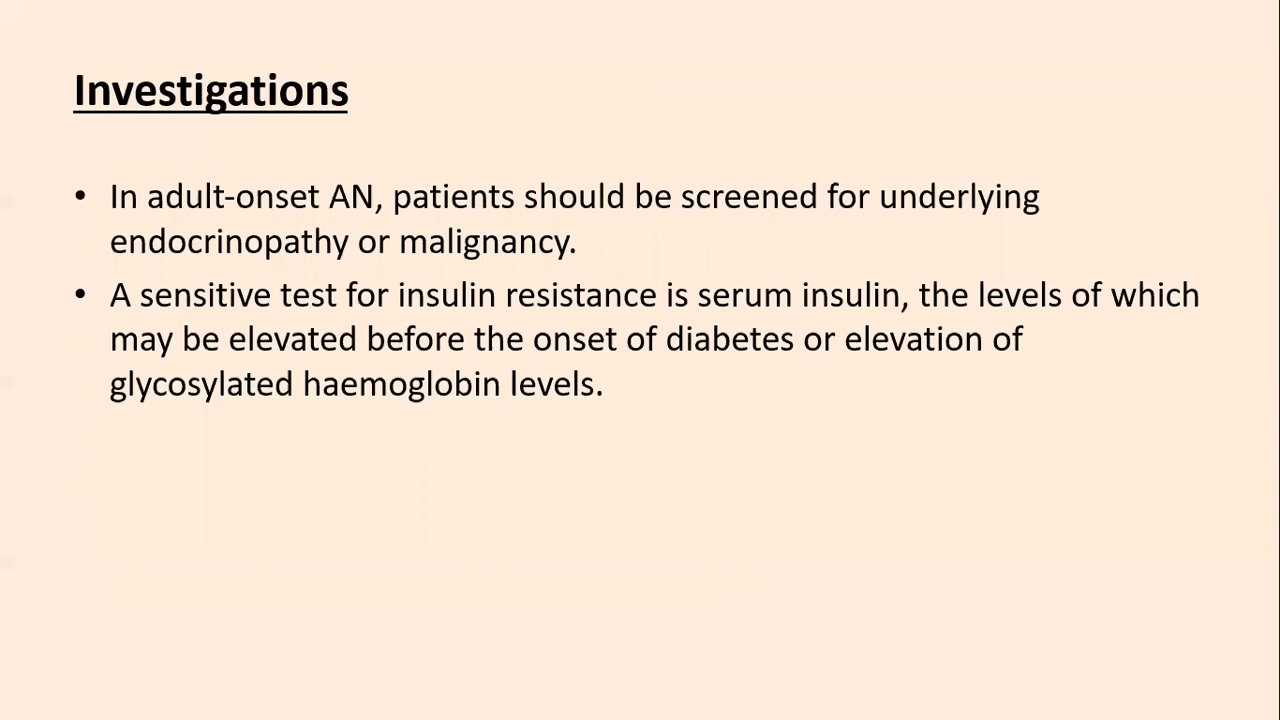 Investigations
• In adult-onset AN, patients should be screened for underlying
endocrinopathy or malignancy.
• A sensitive test for insulin resistance is serum insulin, the levels of which
may be elevated before the onset of diabetes or elevation of
glycosylated haemoglobin levels.